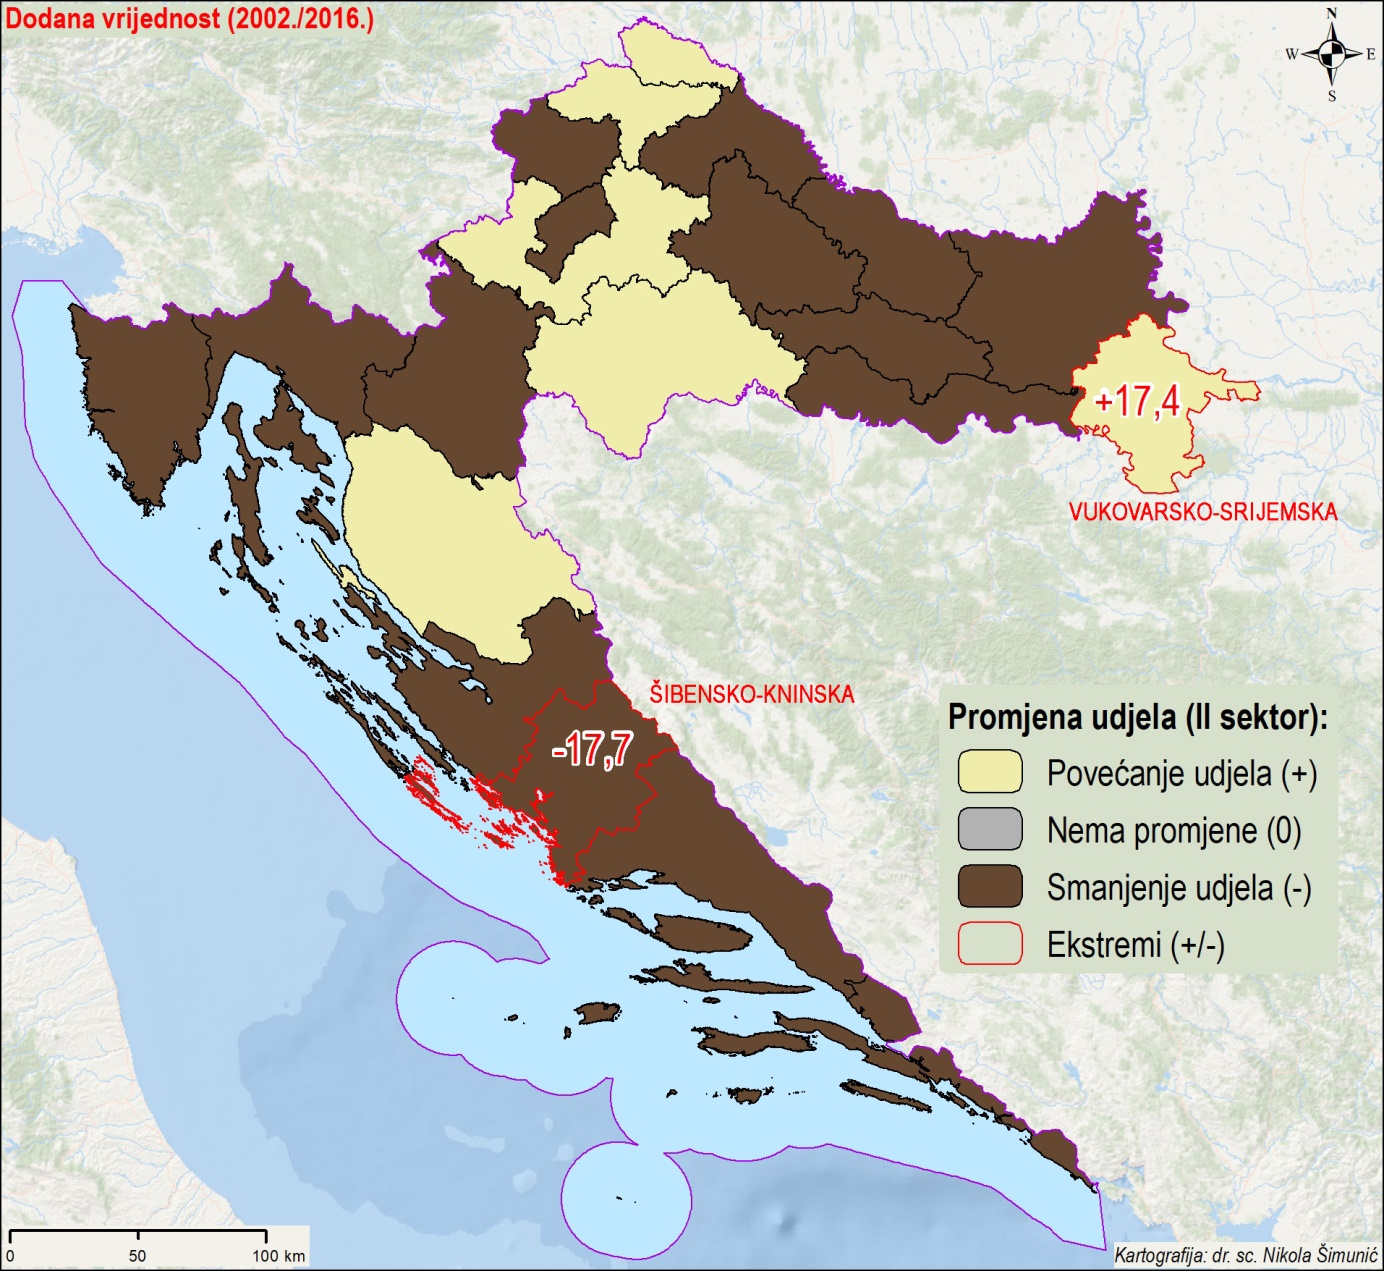 Dodana vrijednost (2002./2016.)
N
W
E
S
+17,4
VUKOVARSKO-SRIJEMSKA
ŠIBENSKO-KNINSKA
-17,7
Promjena udjela (II sektor):
Povećanje udjela (+)
Nema promjene (0)
Smanjenje udjela (-)
Ekstremi (+/-)
0 50 100 km
Kartografija: dr. sc. Nikola Šimunić